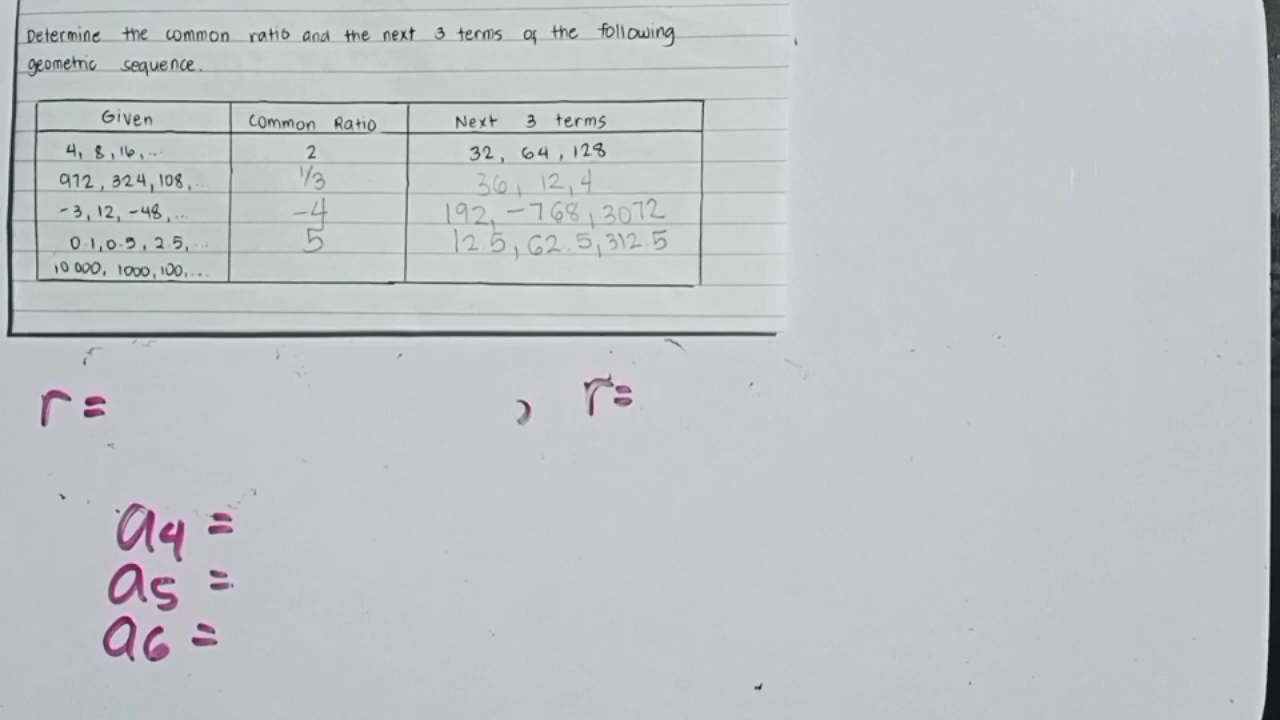 Determine the common ratio and the next 3 terms of the following
geometric sequence.
Given Common Ratio Next 3 terms
4, 8, 16, ... 2 32, 64, 128
972, 324, 108, ... 1/3 36, 12, 4
-3, 12, -48, ... -4 192, -768, 3072
0.1, 0.5, 2.5, ... 5 12.5, 62.5, 312.5
10 000, 1000, 100, ...
r = , r =
a4 =
a5 =
a6 =